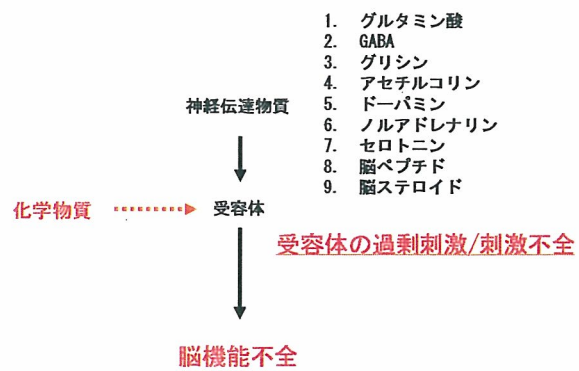 1. グルタミン酸
2. GABA
3. グリシン
4. アセチルコリン
5. ドーパミン
6. ノルアドレナリン
7. セロトニン
8. 脳ペプチド
9. 脳ステロイド
神経伝達物質
化学物質
受容体
受容体の過剰刺激/刺激不全
脳機能不全